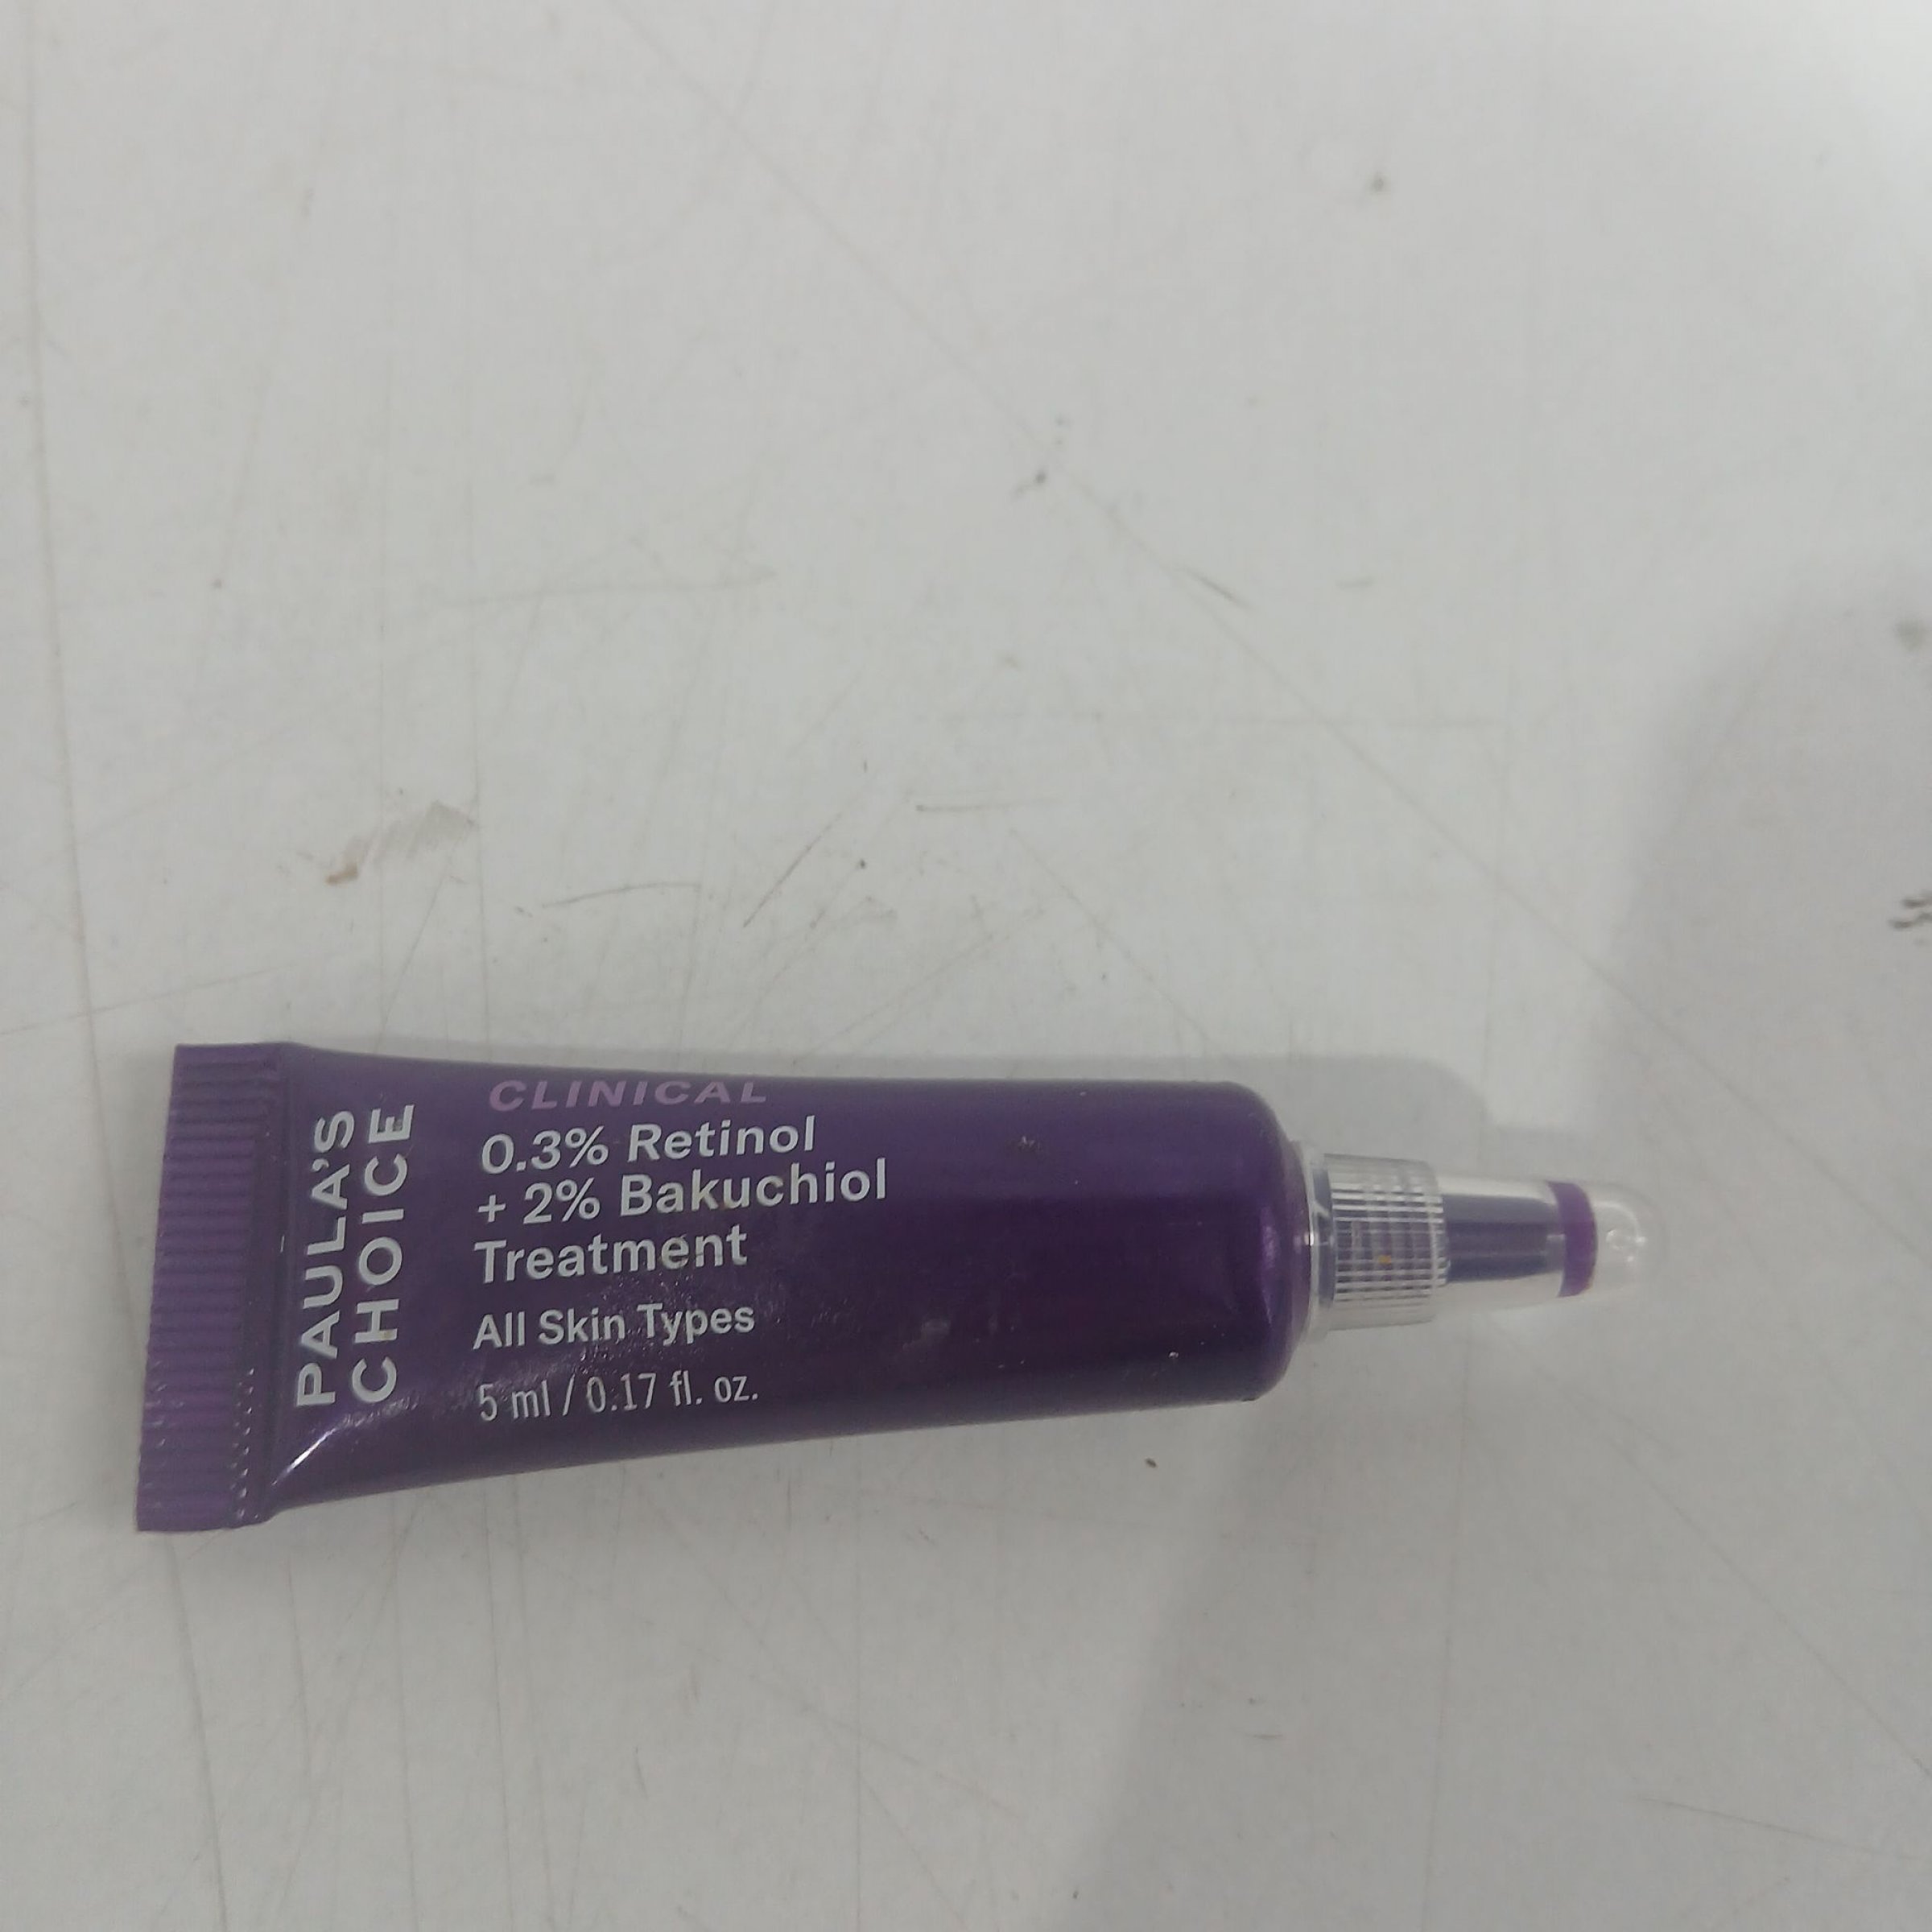 PAULA'S
CHOICE
CLINICAL
0.3% Retinol
+ 2% Bakuchiol
Treatment
All Skin Types
5 ml / 0.17 fl. oz.